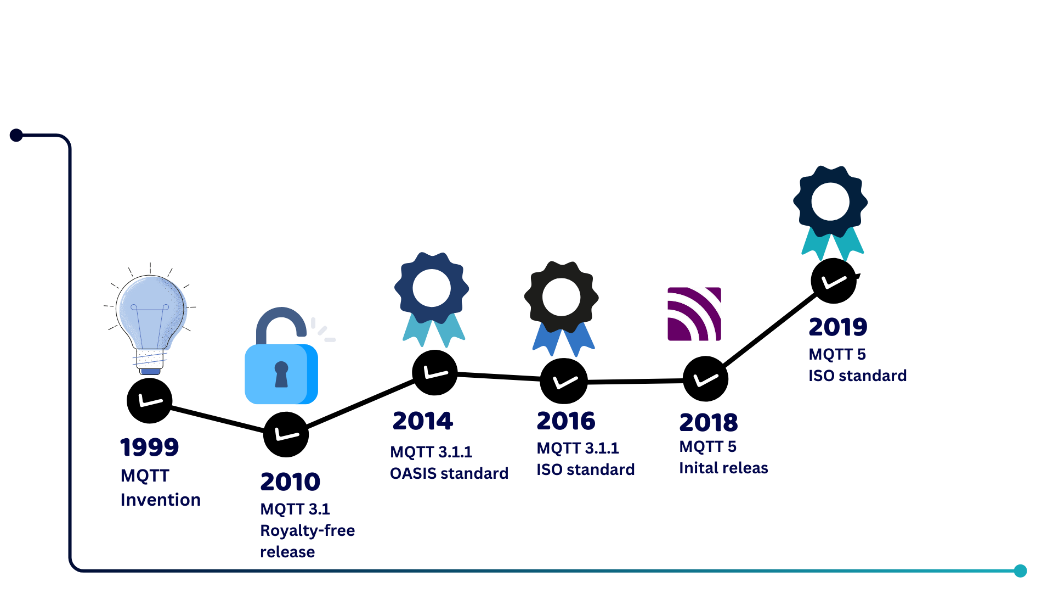 1999
MQTT
Invention
2010
MQTT 3.1
Royalty-free
release
2014
MQTT 3.1.1
OASIS standard
2016
MQTT 3.1.1
ISO standard
2018
MQTT 5
Inital releas
2019
MQTT 5
ISO standard